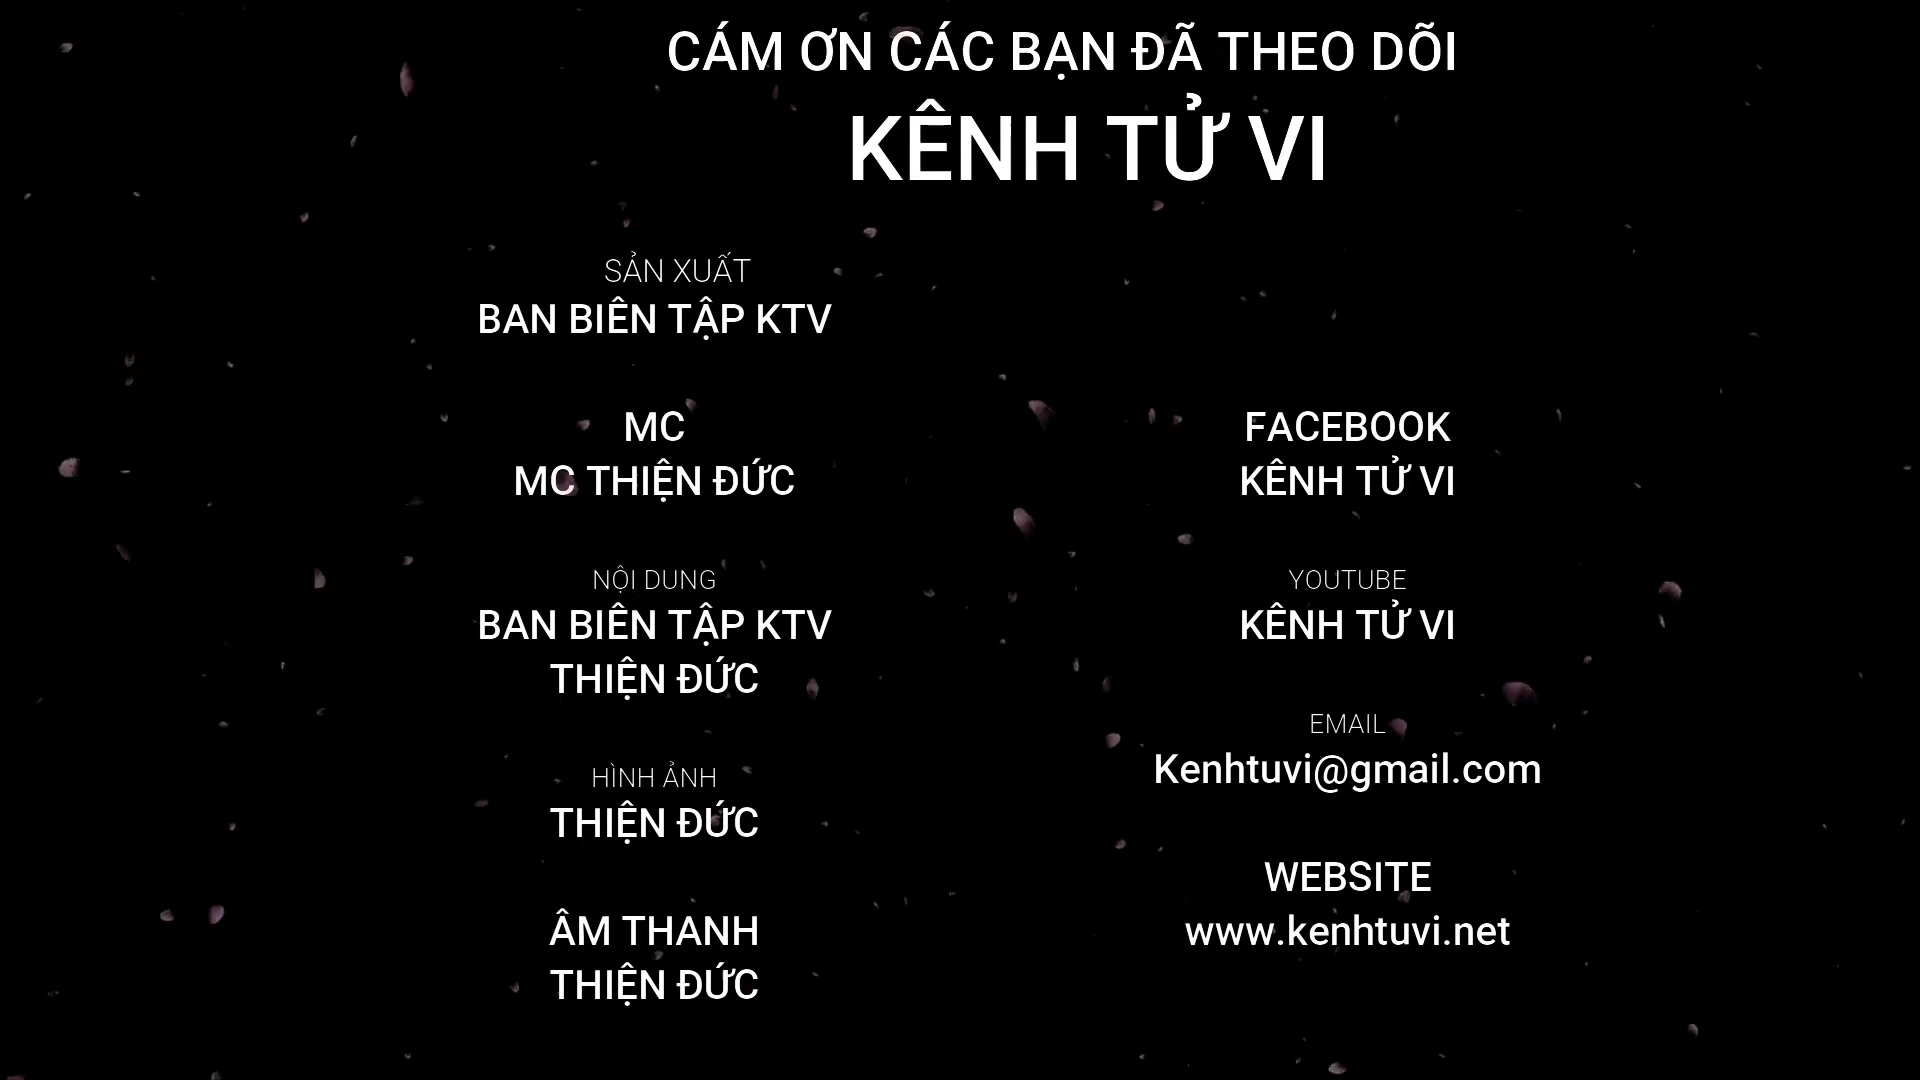 CÁM ƠN CÁC BẠN ĐÃ THEO DÕI
KÊNH TỬ VI
SẢN XUẤT
BAN BIÊN TẬP KTV
MC
MC THIỆN ĐỨC
NỘI DUNG
BAN BIÊN TẬP KTV
THIỆN ĐỨC
HÌNH ẢNH
THIỆN ĐỨC
ÂM THANH
THIỆN ĐỨC
FACEBOOK
KÊNH TỬ VI
YOUTUBE
KÊNH TỬ VI
EMAIL
Kenhtuvi@gmail.com
WEBSITE
www.kenhtuvi.net